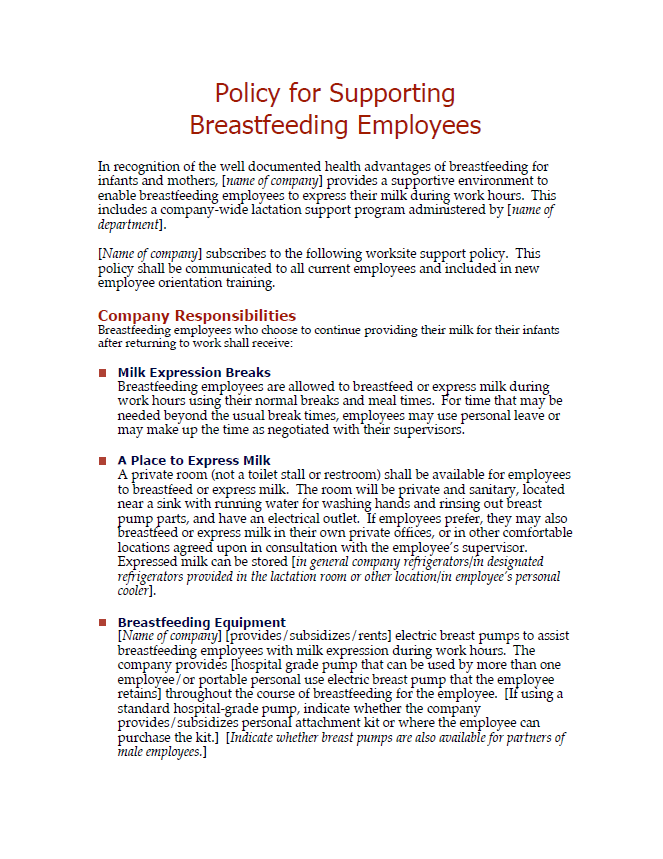 Policy for Supporting
Breastfeeding Employees
In recognition of the well documented health advantages of breastfeeding for
infants and mothers, [name of company] provides a supportive environment to
enable breastfeeding employees to express their milk during work hours.  This
includes a company-wide lactation support program administered by [name of
department].
[Name of company] subscribes to the following worksite support policy.  This
policy shall be communicated to all current employees and included in new
employee orientation training.
Company Responsibilities
Breastfeeding employees who choose to continue providing their milk for their infants
after returning to work shall receive:
■ Milk Expression Breaks
Breastfeeding employees are allowed to breastfeed or express milk during
work hours using their normal breaks and meal times.  For time that may be
needed beyond the usual break times, employees may use personal leave or
may make up the time as negotiated with their supervisors.
■ A Place to Express Milk
A private room (not a toilet stall or restroom) shall be available for employees
to breastfeed or express milk.  The room will be private and sanitary, located
near a sink with running water for washing hands and rinsing out breast
pump parts, and have an electrical outlet.  If employees prefer, they may also
breastfeed or express milk in their own private offices, or in other comfortable
locations agreed upon in consultation with the employee's supervisor.
Expressed milk can be stored [in general company refrigerators/in designated
refrigerators provided in the lactation room or other location/in employee's personal
cooler].
■ Breastfeeding Equipment
[Name of company] [provides/subsidizes/rents] electric breast pumps to assist
breastfeeding employees with milk expression during work hours.  The
company provides [hospital grade pump that can be used by more than one
employee/or portable personal use electric breast pump that the employee
retains] throughout the course of breastfeeding for the employee.  [If using a
standard hospital-grade pump, indicate whether the company
provides/subsidizes personal attachment kit or where the employee can
purchase the kit.]  [Indicate whether breast pumps are also available for partners of
male employees.]